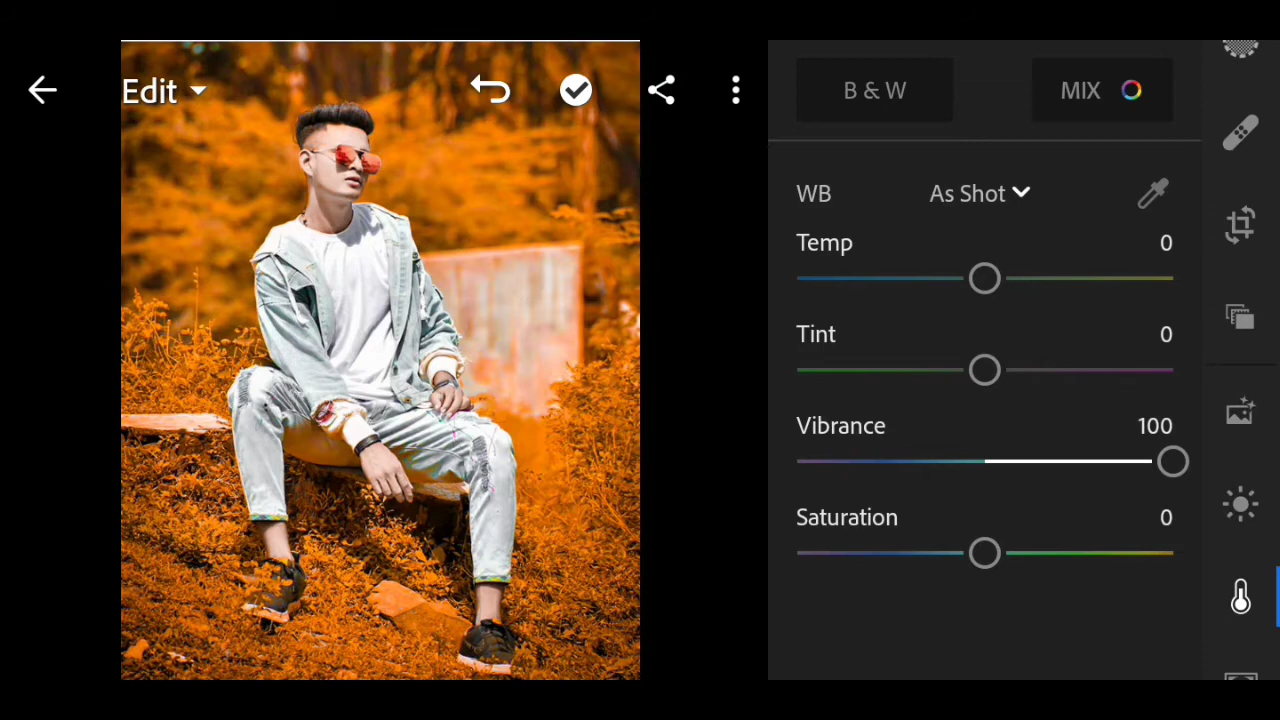 Edit
B & W
MIX
WB
As Shot
Temp
0
Tint
0
Vibrance
100
Saturation
0